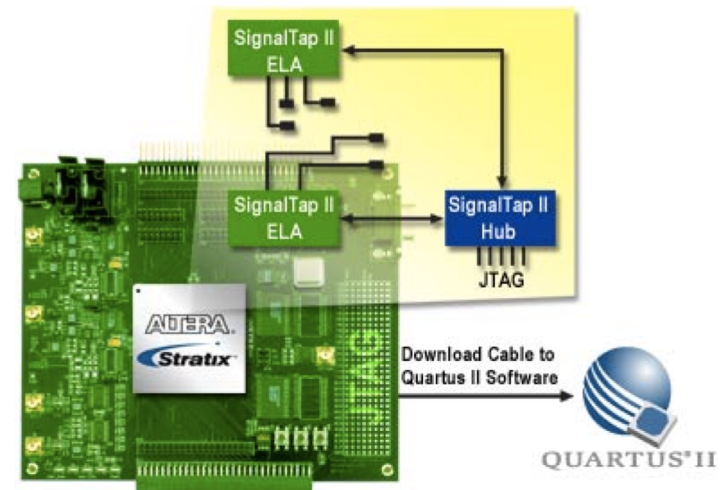 SignalTap II
ELA
SignalTap II
ELA
SignalTap II
Hub
JTAG
ALTERA®
Stratix™
JTAG
Download Cable to
Quartus II Software
QUARTUS® II